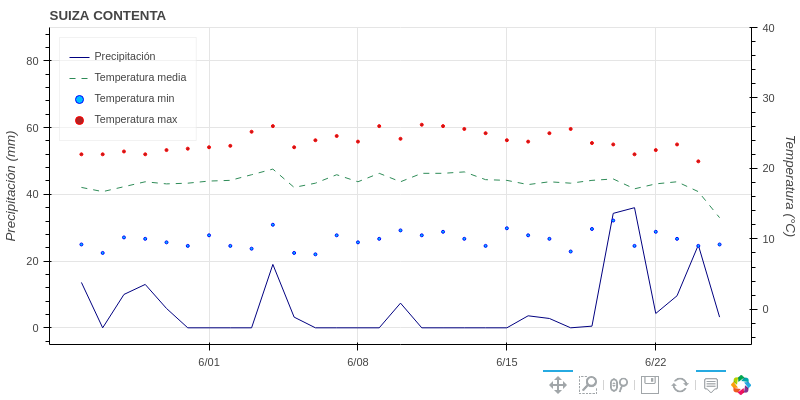 SUIZA CONTENTA
Precipitación
Temperatura media
Temperatura min
Temperatura max
Precipitación (mm)
80
60
40
20
0
40
30
20
10
0
Temperatura (°C)
6/01
6/08
6/15
6/22